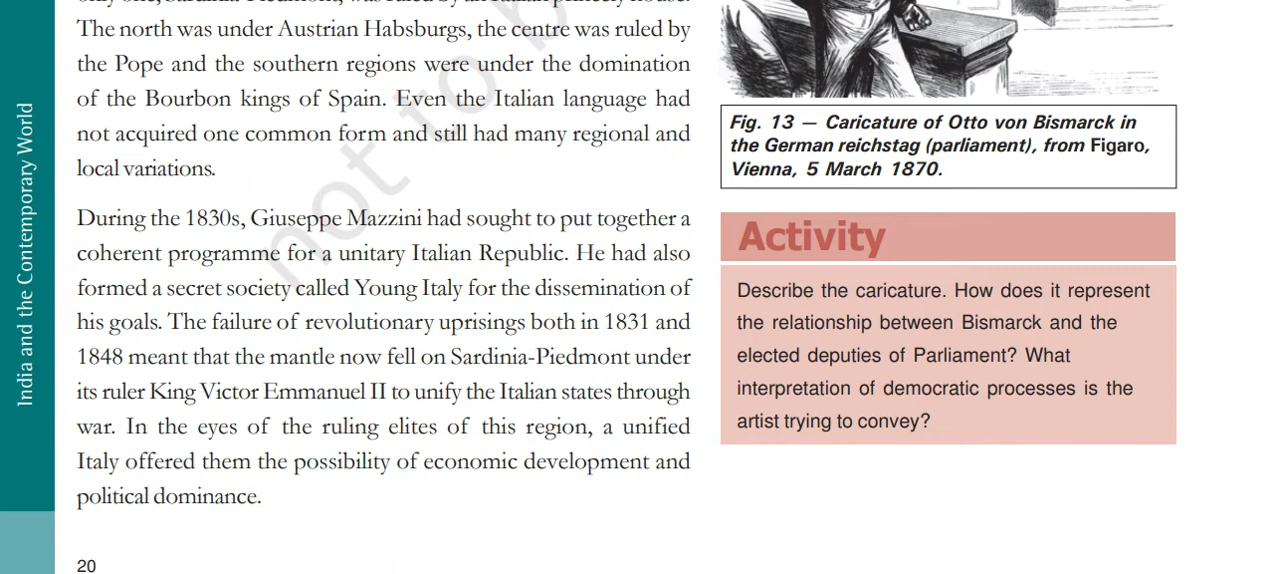 The north was under Austrian Habsburgs, the centre was ruled by
the Pope and the southern regions were under the domination
of the Bourbon kings of Spain. Even the Italian language had
not acquired one common form and still had many regional and
local variations.
During the 1830s, Giuseppe Mazzini had sought to put together a
coherent programme for a unitary Italian Republic. He had also
formed a secret society called Young Italy for the dissemination of
his goals. The failure of revolutionary uprisings both in 1831 and
1848 meant that the mantle now fell on Sardinia-Piedmont under
its ruler King Victor Emmanuel II to unify the Italian states through
war. In the eyes of the ruling elites of this region, a unified
Italy offered them the possibility of economic development and
political dominance.
Fig. 13 — Caricature of Otto von Bismarck in
the German reichstag (parliament), from Figaro,
Vienna, 5 March 1870.
Activity
Describe the caricature. How does it represent
the relationship between Bismarck and the
elected deputies of Parliament? What
interpretation of democratic processes is the
artist trying to convey?
India and the Contemporary World
20
not to b